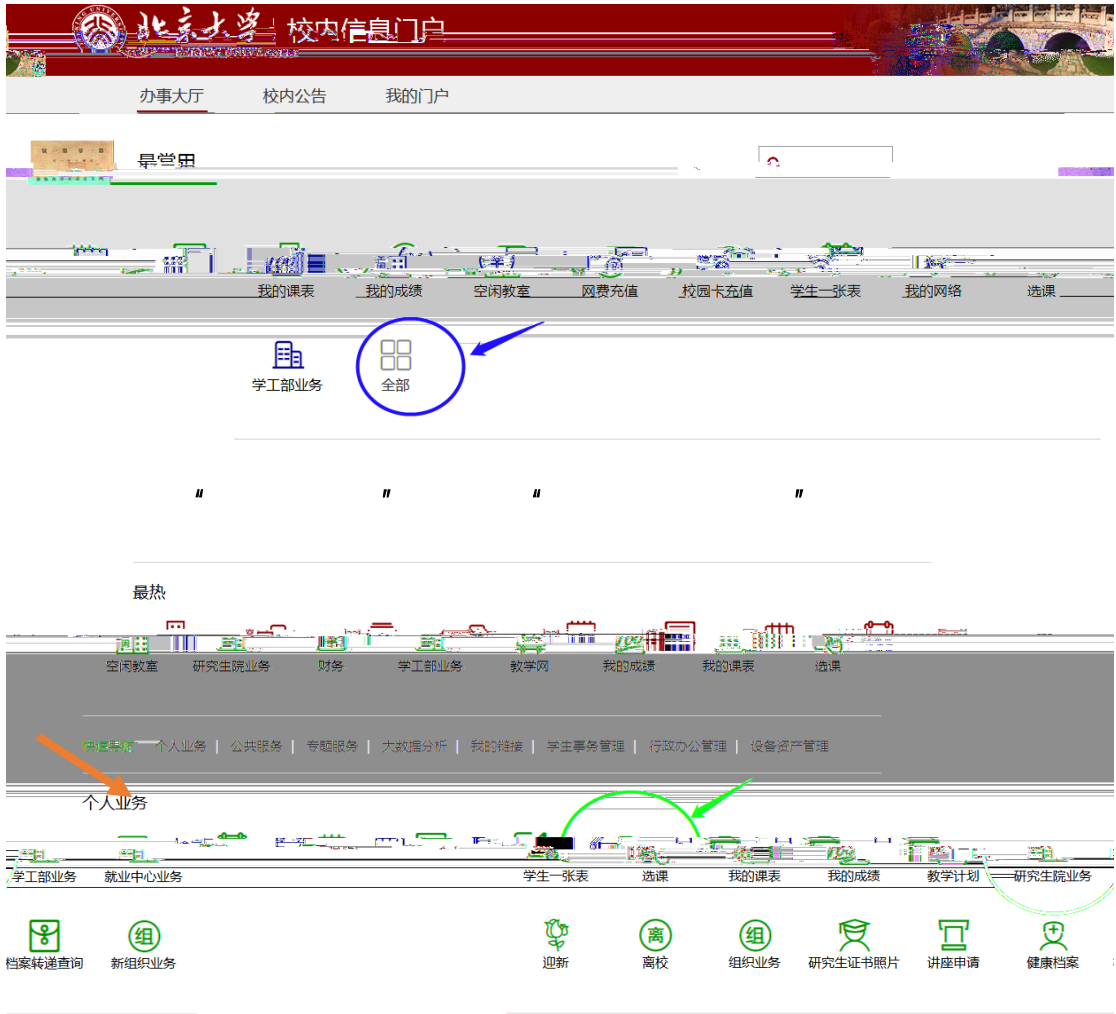 北京大学 校内信息门户
办事大厅 校内公告 我的门户
最常用
我的课表 我的成绩 空闲教室 网费充值 校园卡充值 学生一张表 我的网络 选课
学工部业务 全部
“ ” “ ”
最热
空闲教室 研究生院业务 财务 学工部业务 教学网 我的成绩 我的课表 选课
快速导航 个人业务 | 公共服务 | 专题服务 | 大数据分析 | 我的链接 | 学生事务管理 | 行政办公管理 | 设备资产管理
个人业务
学工部业务 就业中心业务 学生一张表 选课 我的课表 我的成绩 教学计划 研究生院业务
组 离 组
档案转递查询 新组织业务 迎新 离校 组织业务 研究生证书照片 讲座申请 健康档案